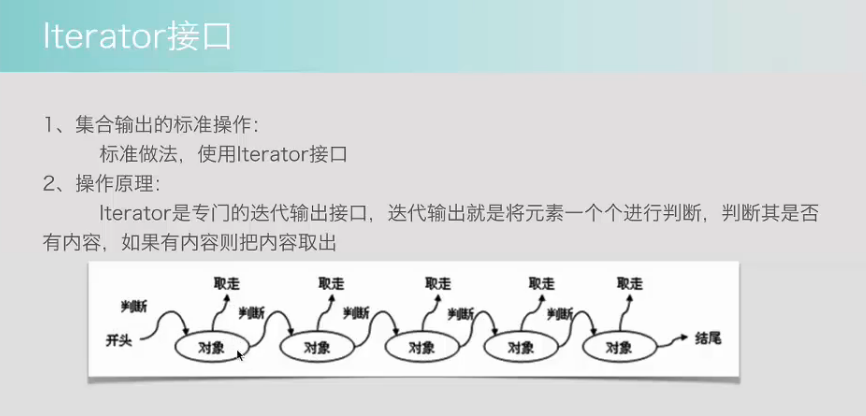 Iterator接口
1、集合输出的标准操作：
标准做法，使用Iterator接口
2、操作原理：
Iterator是专门的迭代输出接口，迭代输出就是将元素一个个进行判断，判断其是否
有内容，如果有内容则把内容取出
取走 取走 取走 取走 取走
判断 判断 判断 判断 判断
开头 对象 对象 对象 对象 对象 结尾